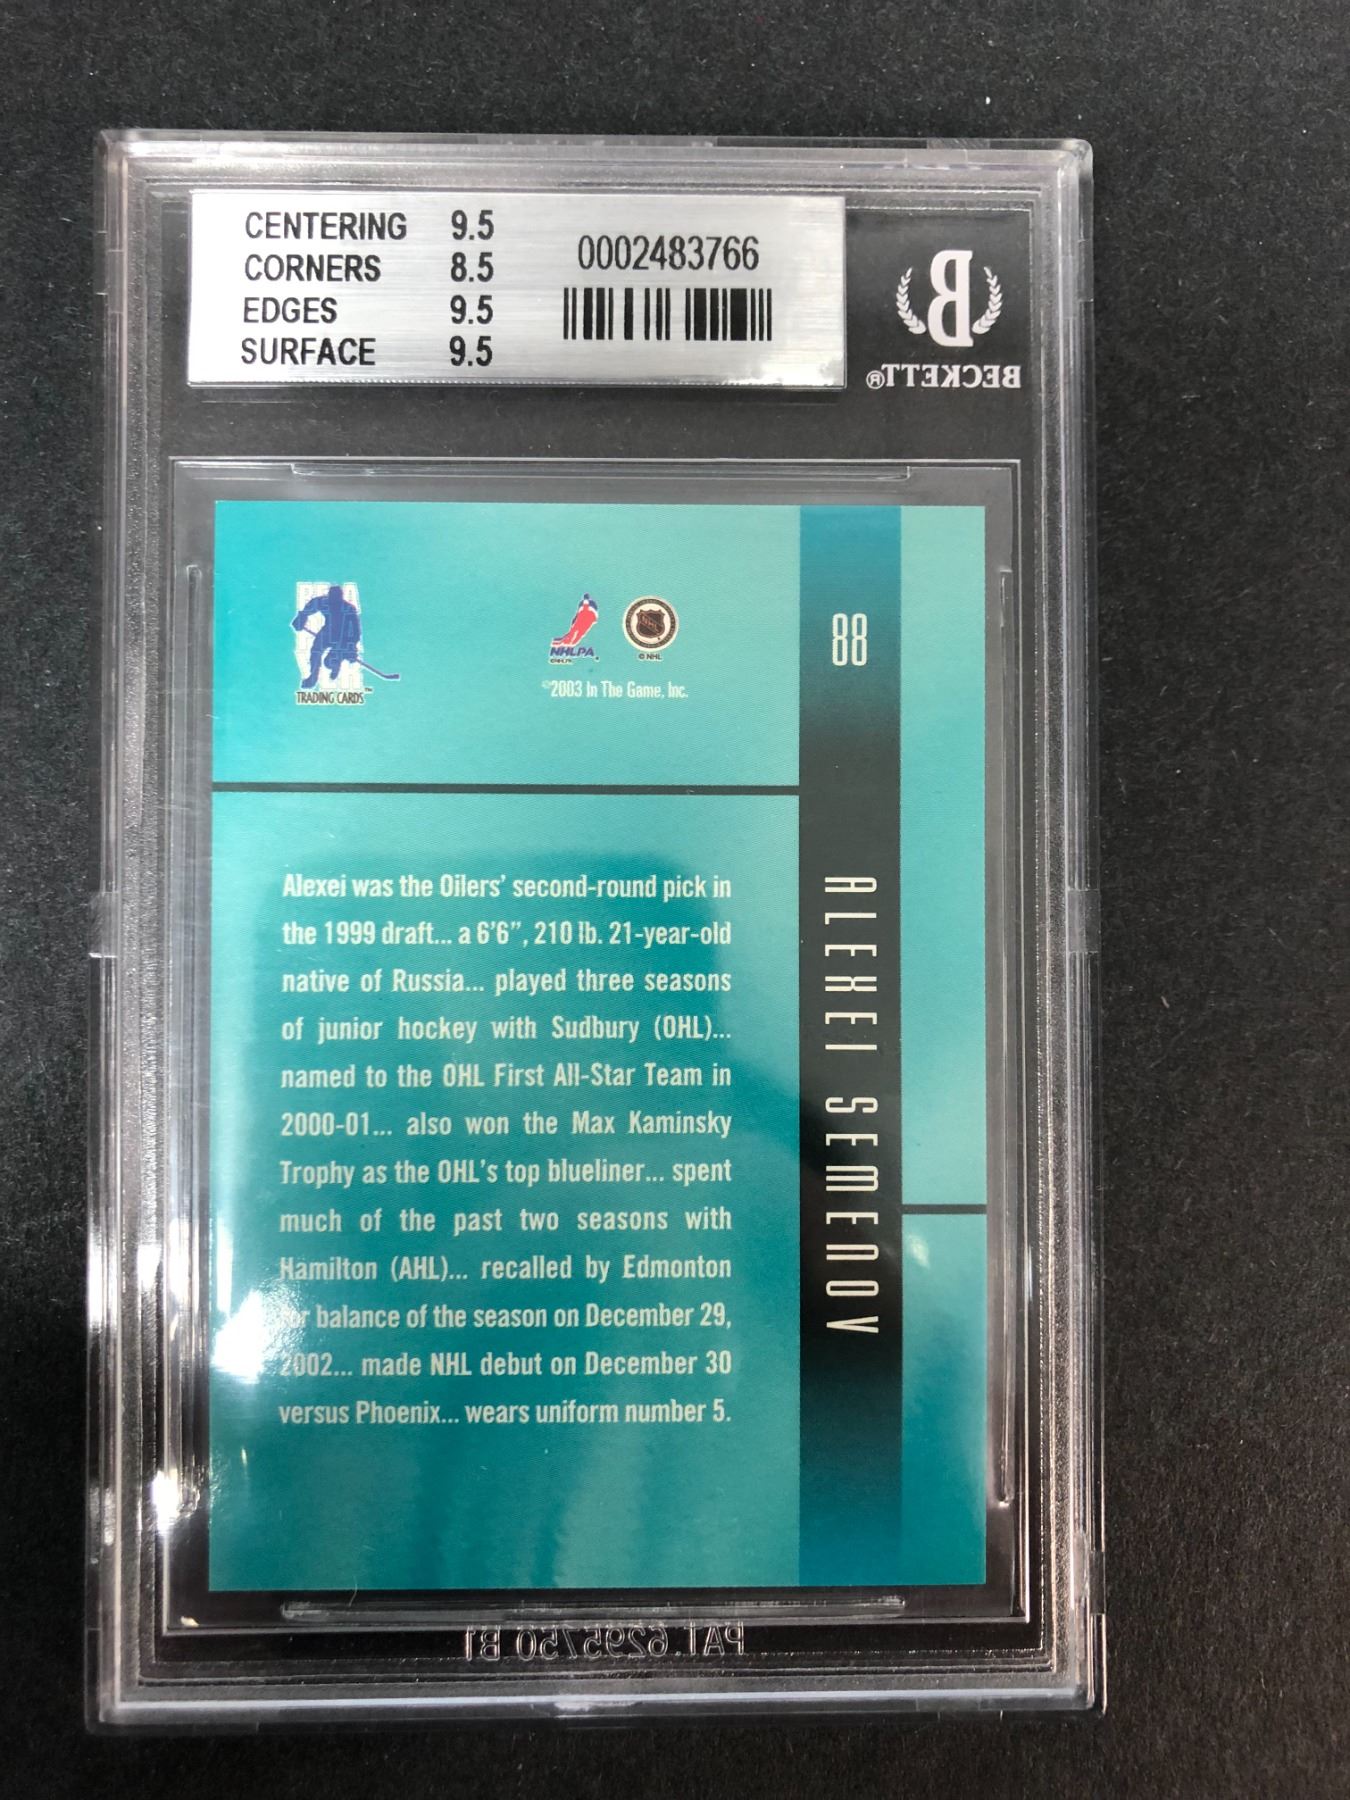 CENTERING 9.5
CORNERS 8.5
EDGES 9.5
SURFACE 9.5
0002483766
B
BECKETT®
TRADING CARDS™
NHLPA
© NHL
©2003 In The Game, Inc.
88
ALEXEI SEMENOV
Alexei was the Oilers' second-round pick in
the 1999 draft... a 6'6", 210 lb. 21-year-old
native of Russia... played three seasons
of junior hockey with Sudbury (OHL)...
named to the OHL First All-Star Team in
2000-01... also won the Max Kaminsky
Trophy as the OHL's top blueliner... spent
much of the past two seasons with
Hamilton (AHL)... recalled by Edmonton
for balance of the season on December 29,
2002... made NHL debut on December 30
versus Phoenix... wears uniform number 5.
PAT.6295750 B1